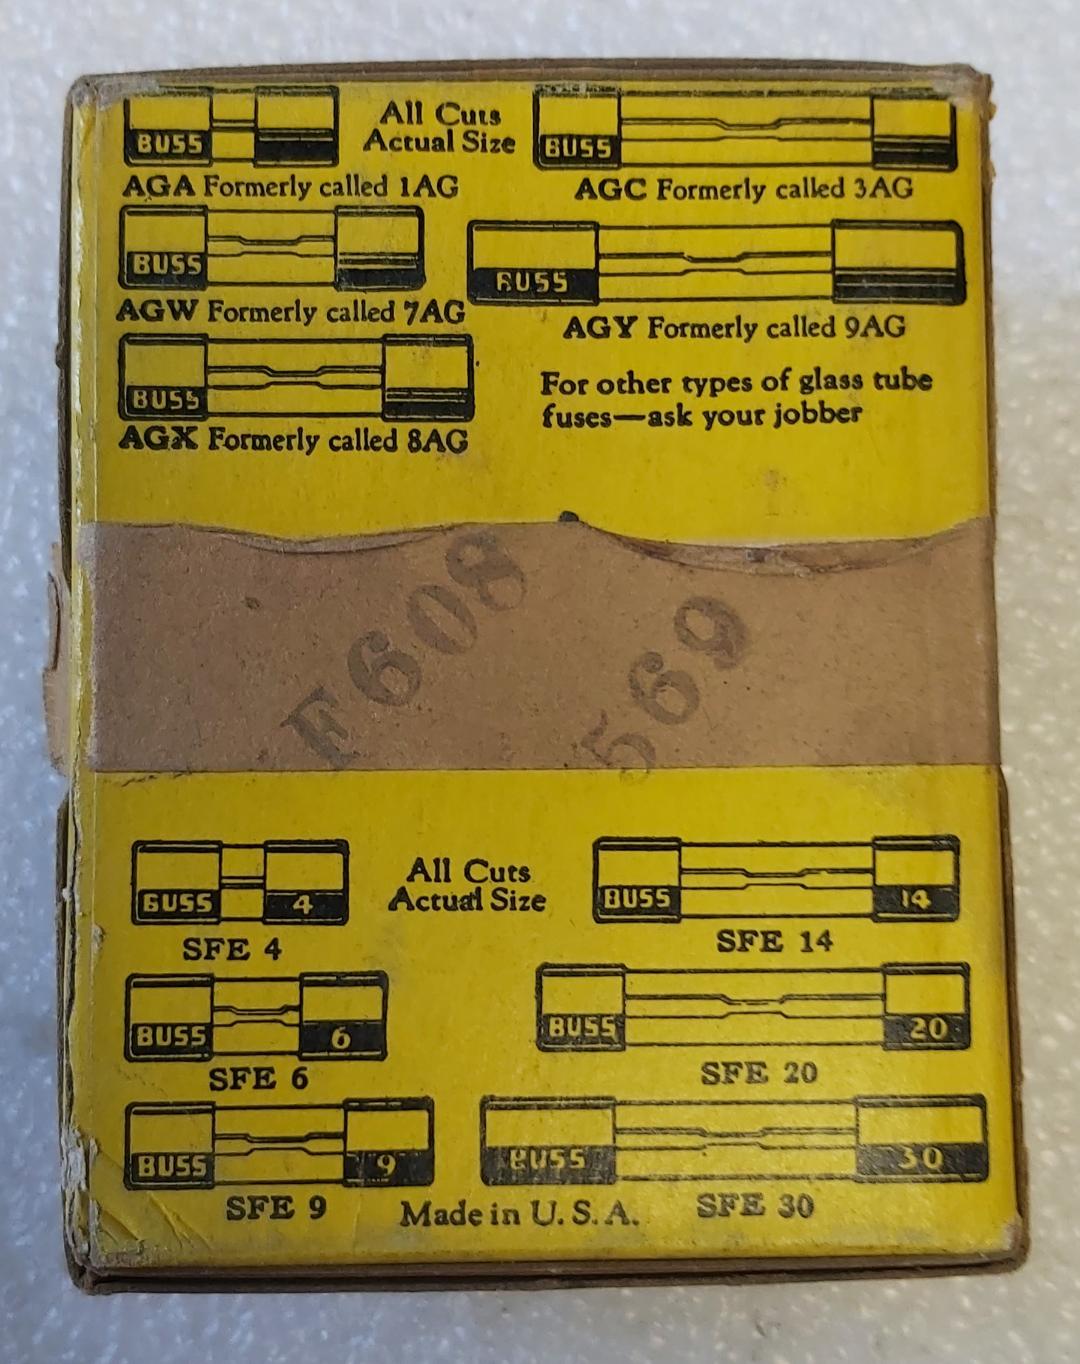 BUSS
All Cuts
Actual Size
BUSS
AGA Formerly called 1AG
AGC Formerly called 3AG
BUSS
BUSS
AGW Formerly called 7AG
AGY Formerly called 9AG
BUSS
For other types of glass tube
fuses—ask your jobber
AGX Formerly called 8AG
F608
569
BUSS 4
All Cuts
Actual Size
BUSS 14
SFE 4
SFE 14
BUSS 6
BUSS 20
SFE 6
SFE 20
BUSS 9
BUSS 30
SFE 9
Made in U.S.A.
SFE 30